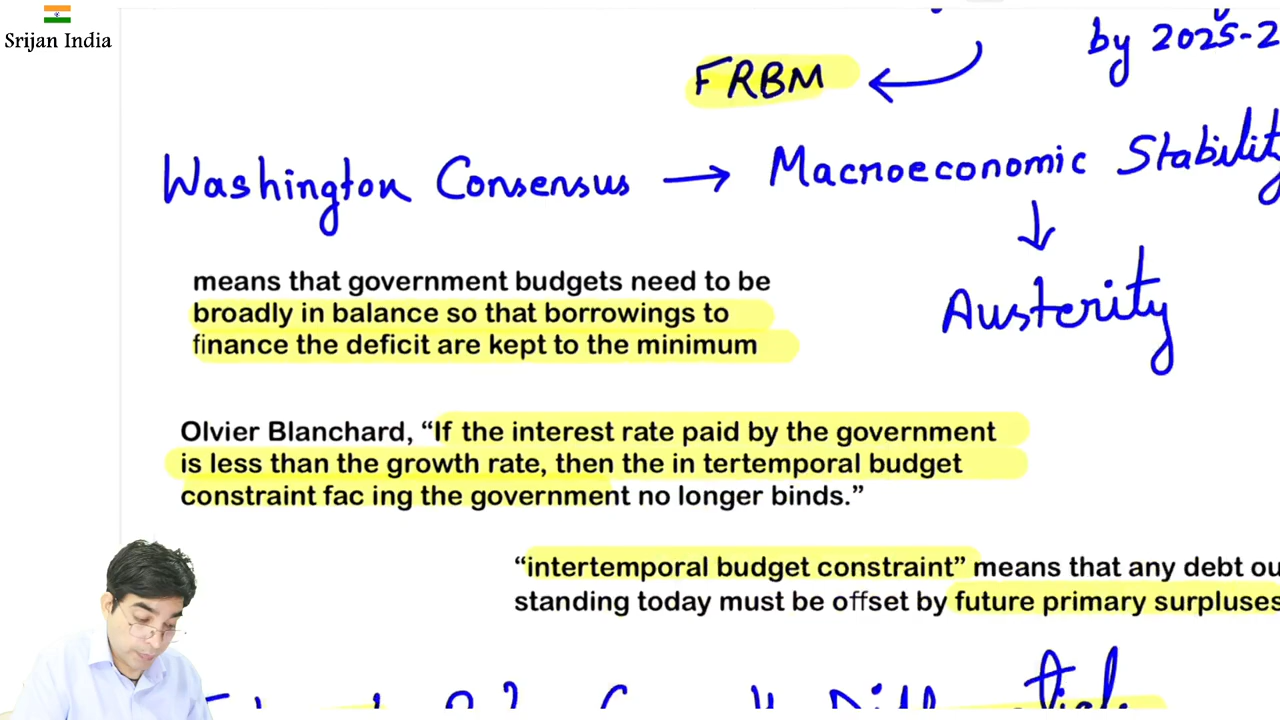 Srijan India
by 2025-2
FRBM
Washington Consensus → Macroeconomic Stability
↓
Austerity
means that government budgets need to be
broadly in balance so that borrowings to
finance the deficit are kept to the minimum
Olvier Blanchard, “If the interest rate paid by the government
is less than the growth rate, then the in tertemporal budget
constraint fac ing the government no longer binds.”
“intertemporal budget constraint” means that any debt ou
standing today must be offset by future primary surpluses